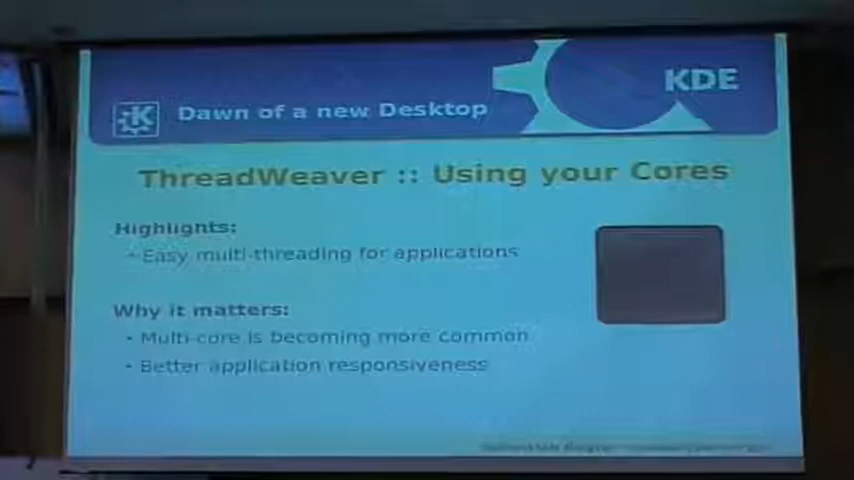 KDE
Dawn of a new Desktop
ThreadWeaver :: Using your Cores
Highlights:
- Easy multi-threading for applications
Why it matters:
- Multi-core is becoming more common
- Better application responsiveness